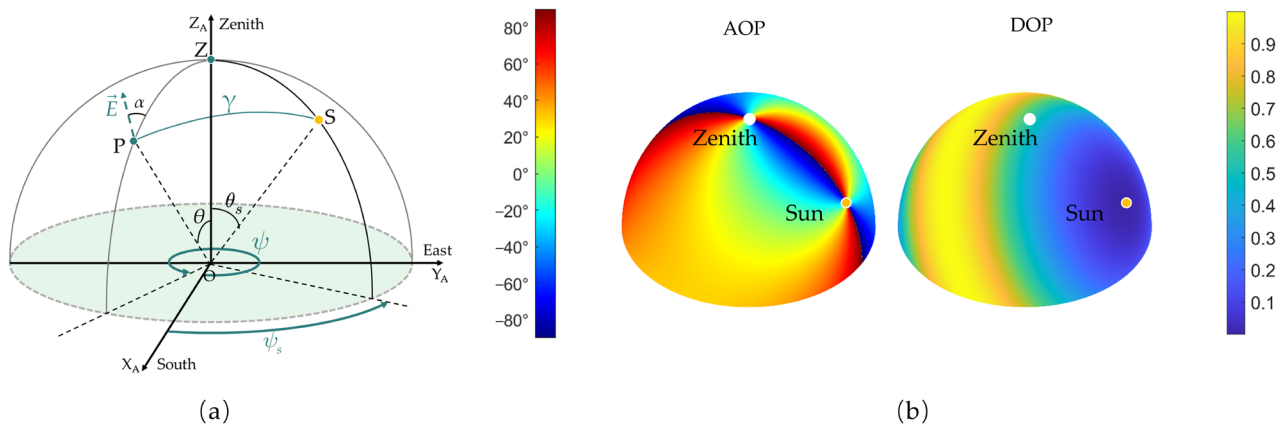 Z_A Zenith
Z
α
E⃗
γ
S
P
θ
θ_s
ψ
East
Y_A
O
ψ_s
X_A South
(a)
80°
60°
40°
20°
0°
−20°
−40°
−60°
−80°
AOP
Zenith
Sun
DOP
Zenith
Sun
0.9
0.8
0.7
0.6
0.5
0.4
0.3
0.2
0.1
(b)